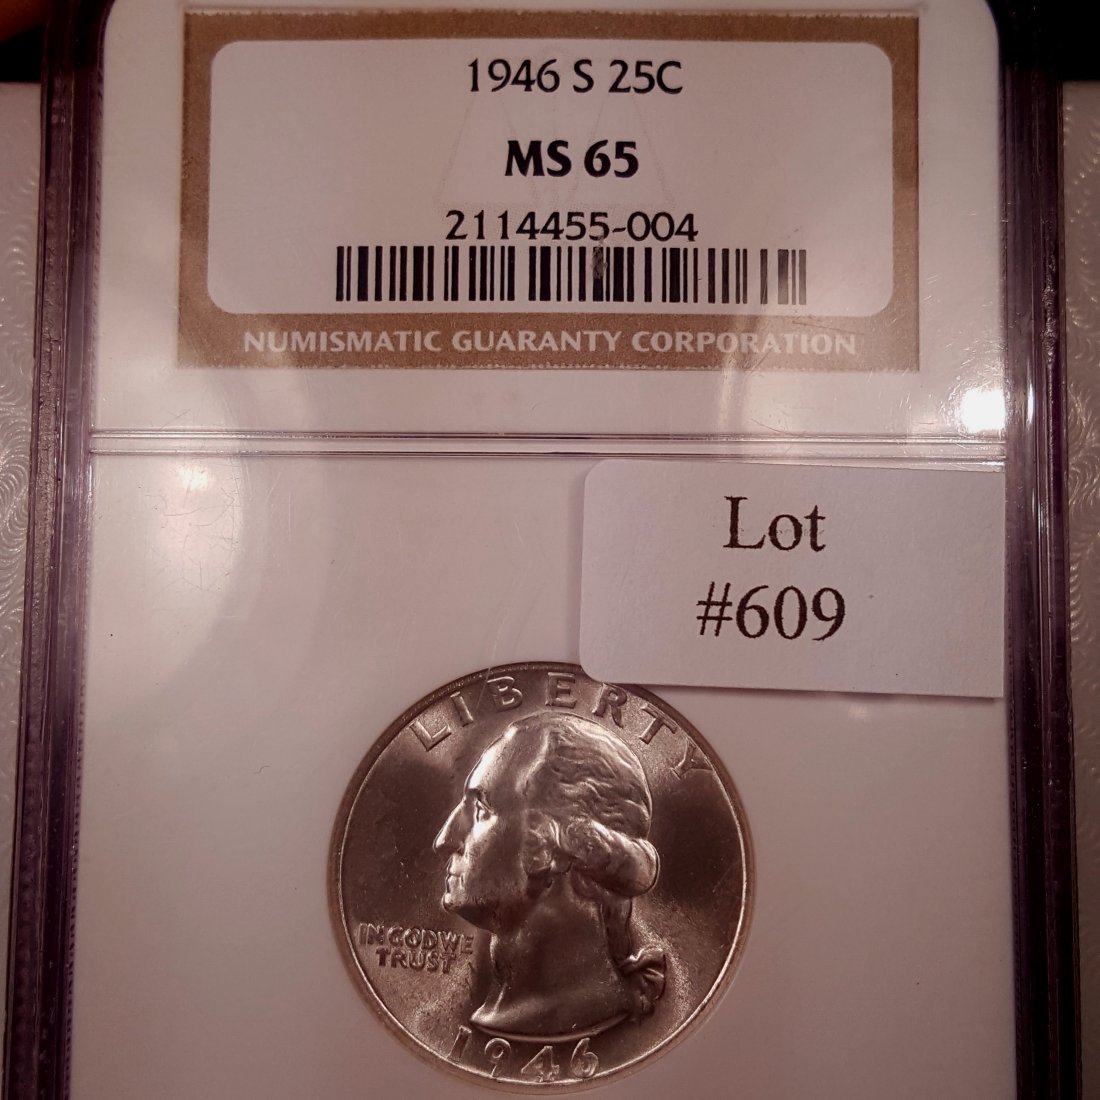 1946 S 25C
MS 65
2114455-004
NUMISMATIC GUARANTY CORPORATION
Lot
#609
LIBERTY
IN GOD WE
TRUST
1946